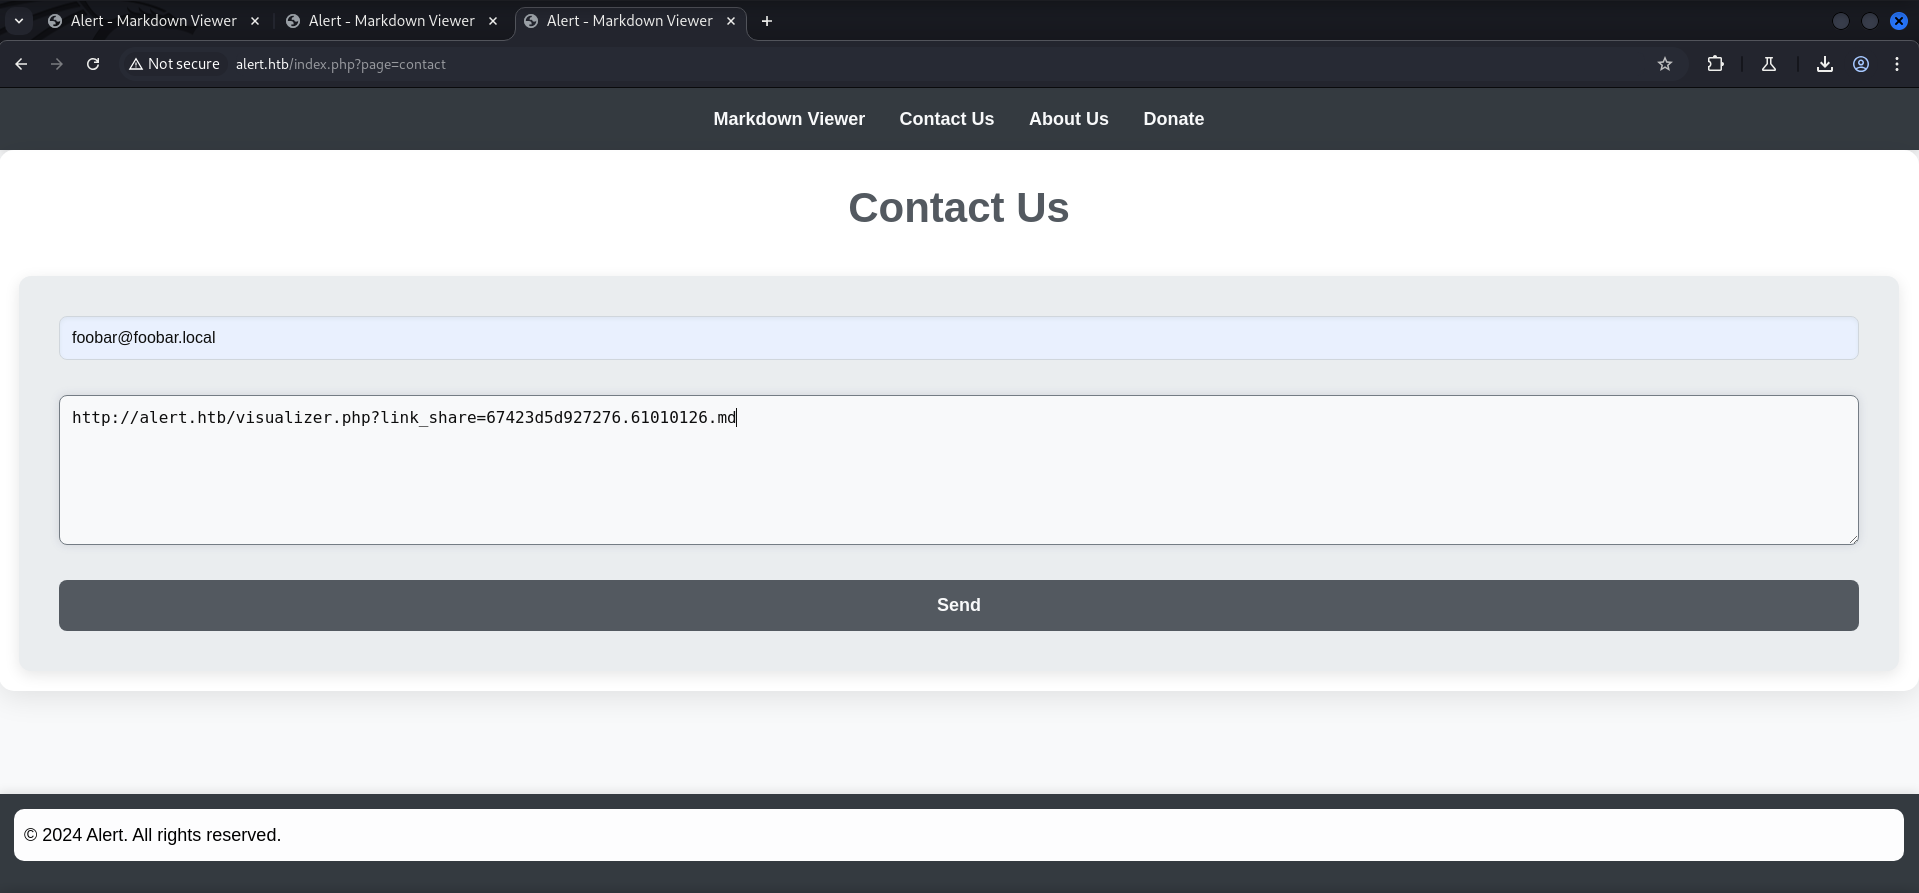 Alert - Markdown Viewer
Alert - Markdown Viewer
Alert - Markdown Viewer
Not secure
alert.htb/index.php?page=contact
Markdown Viewer
Contact Us
About Us
Donate
Contact Us
foobar@foobar.local
http://alert.htb/visualizer.php?link_share=67423d5d927276.61010126.md
Send
© 2024 Alert. All rights reserved.